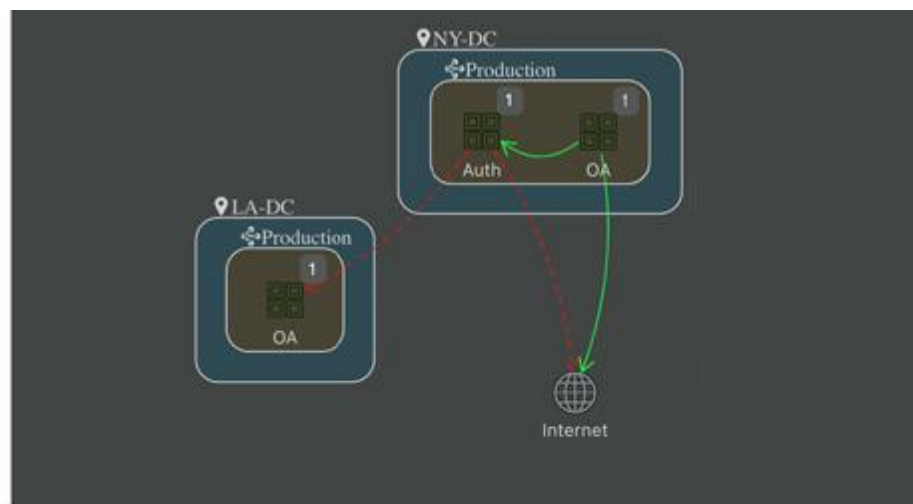 NY-DC
Production
1
1
Auth
OA
LA-DC
Production
1
OA
Internet